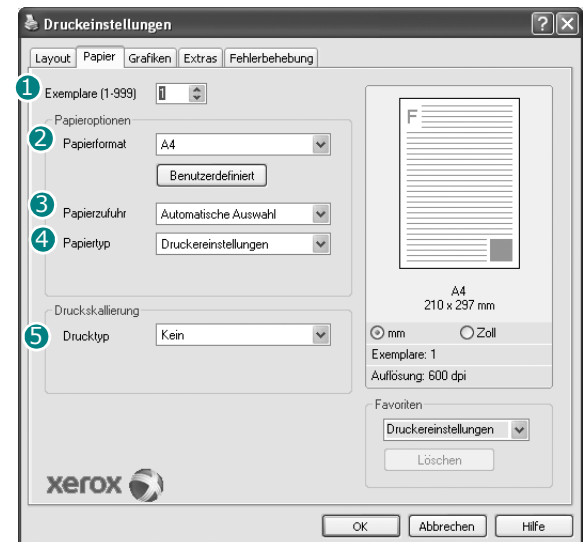 Druckeinstellungen
Layout Papier Grafiken Extras Fehlerbehebung
1 Exemplare (1-999) 1
Papieroptionen
2 Papierformat A4
Benutzerdefiniert
3 Papierzufuhr Automatische Auswahl
4 Papiertyp Druckereinstellungen
Druckskallierung
5 Drucktyp Kein
F
A4
210 x 297 mm
mm Zoll
Exemplare: 1
Auflösung: 600 dpi
Favoriten
Druckereinstellungen
Löschen
xerox
OK Abbrechen Hilfe